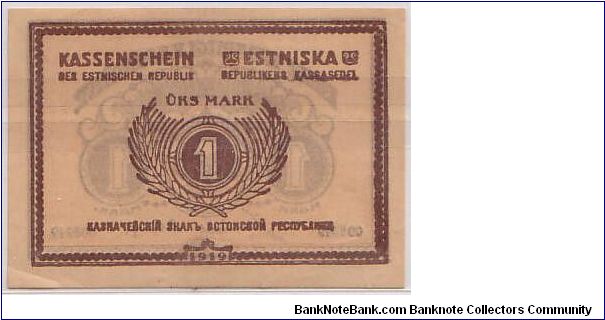 KASSENSCHEIN ESTNISKA
DER ESTNISCHEN REPUBLIK REPUBLIKENS KASSASEDEL
ÜKS MARK
1
КАЗНАЧЕЙСКIЙ ЗНАКЪ ЭСТОНСКОЙ РЕСПУБЛИКИ
1919
BankNoteBank.com Banknote Collectors Community